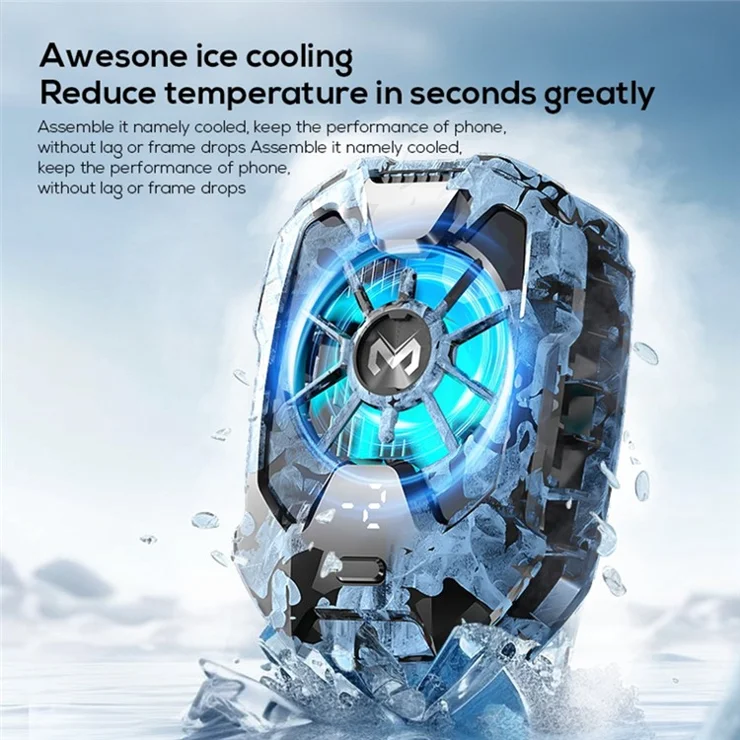 Awesone ice cooling
Reduce temperature in seconds greatly
Assemble it namely cooled, keep the performance of phone,
without lag or frame drops Assemble it namely cooled,
keep the performance of phone,
without lag or frame drops
M
-2